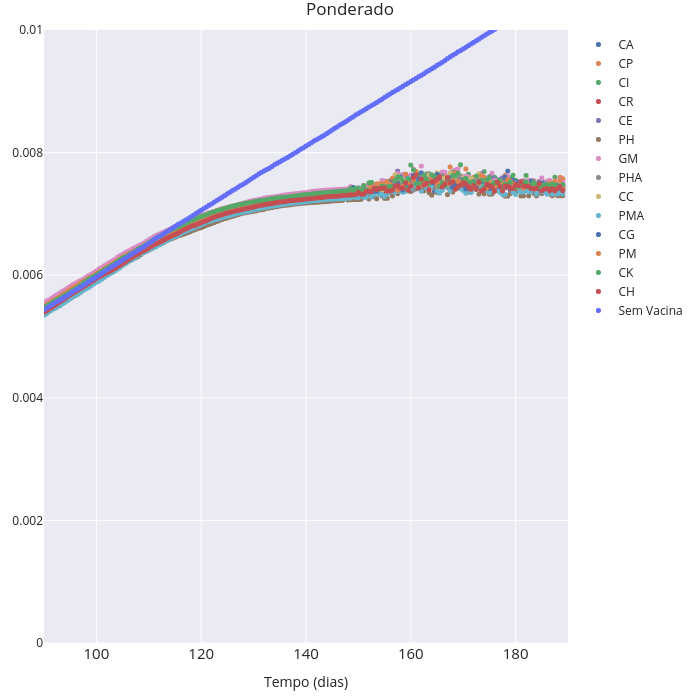 Ponderado
0.01
0.008
0.006
0.004
0.002
0
100
120
140
160
180
Tempo (dias)
CA
CP
CI
CR
CE
PH
GM
PHA
CC
PMA
CG
PM
CK
CH
Sem Vacina